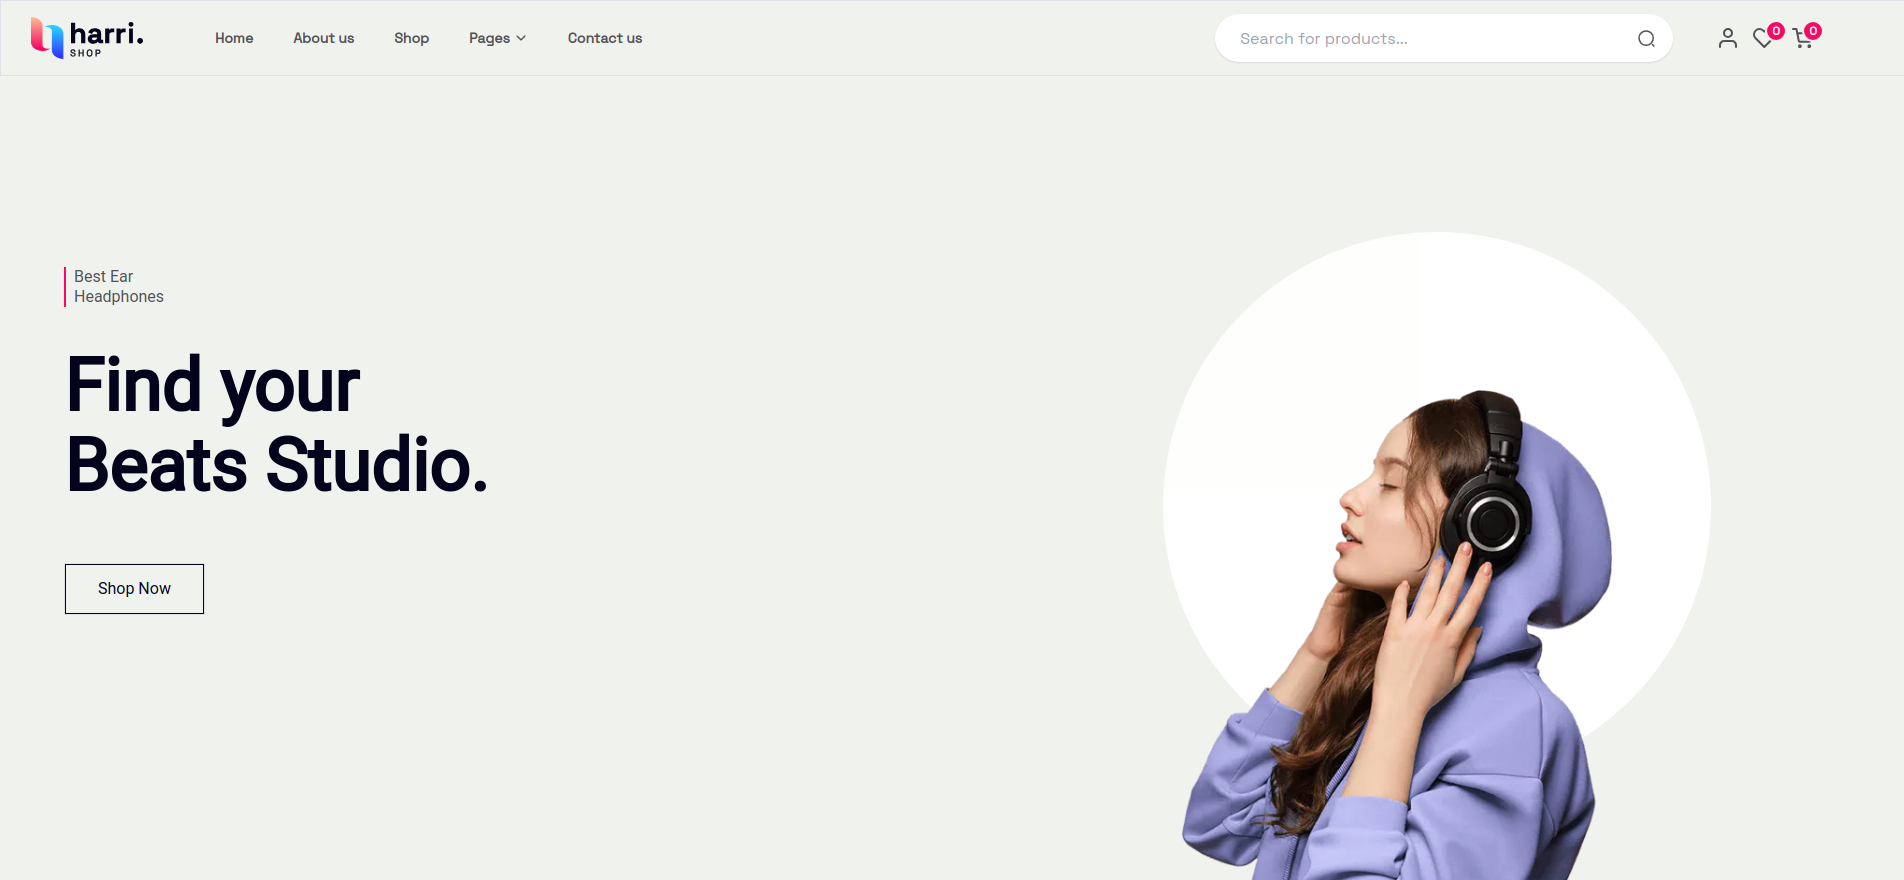 harri.
SHOP
Home
About us
Shop
Pages
Contact us
Search for products...
0
0
Best Ear
Headphones
Find your
Beats Studio.
Shop Now